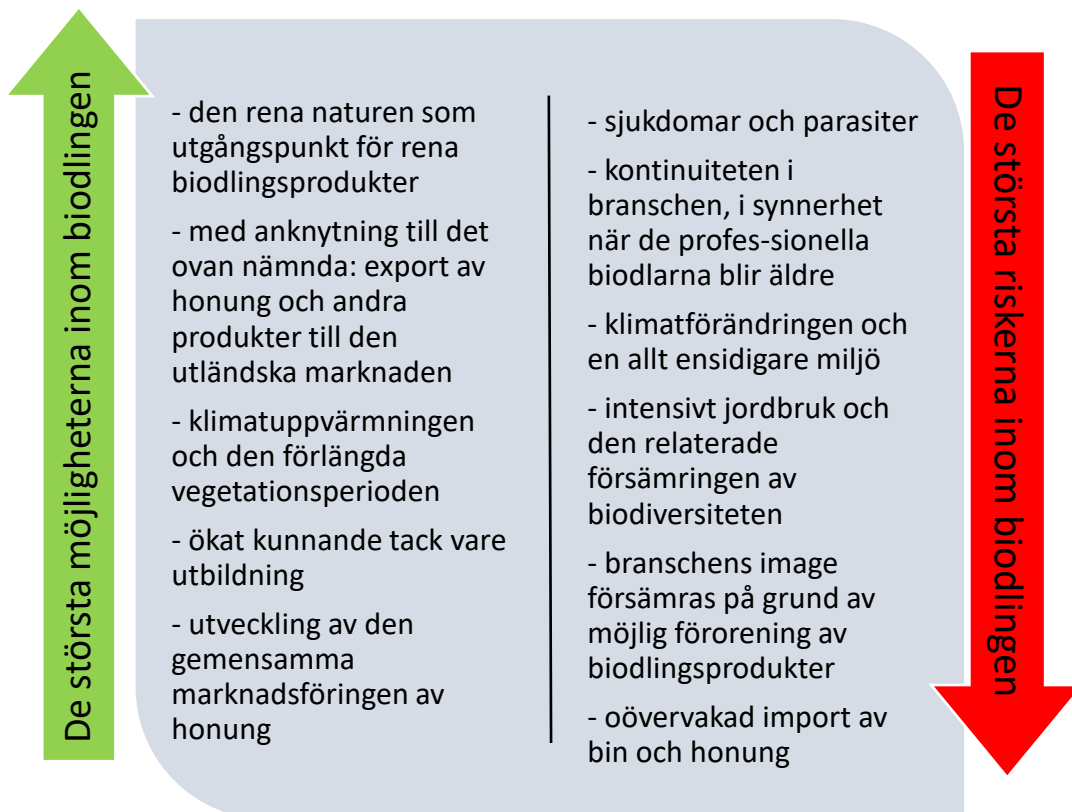 De största möjligheterna inom biodlingen
- den rena naturen som
utgångspunkt för rena
biodlingsprodukter
- med anknytning till det
ovan nämnda: export av
honung och andra
produkter till den
utländska marknaden
- klimatuppvärmningen
och den förlängda
vegetationsperioden
- ökat kunnande tack vare
utbildning
- utveckling av den
gemensamma
marknadsföringen av
honung
- sjukdomar och parasiter
- kontinuiteten i
branschen, i synnerhet
när de profes-sionella
biodlarna blir äldre
- klimatförändringen och
en allt ensidigare miljö
- intensivt jordbruk och
den relaterade
försämringen av
biodiversiteten
- branschens image
försämras på grund av
möjlig förorening av
biodlingsprodukter
- oövervakad import av
bin och honung
De största riskerna inom biodlingen